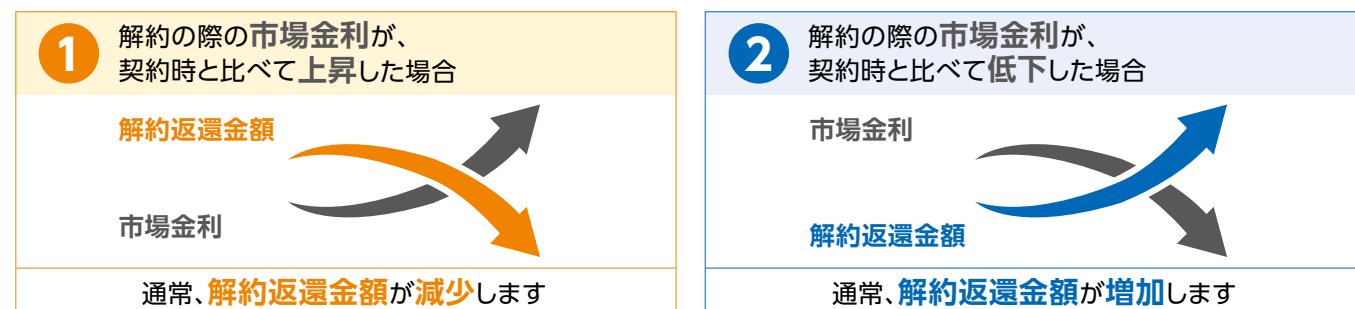 1
解約の際の市場金利が、
契約時と比べて上昇した場合
解約返還金額
市場金利
通常、解約返還金額が減少します
2
解約の際の市場金利が、
契約時と比べて低下した場合
市場金利
解約返還金額
通常、解約返還金額が増加します